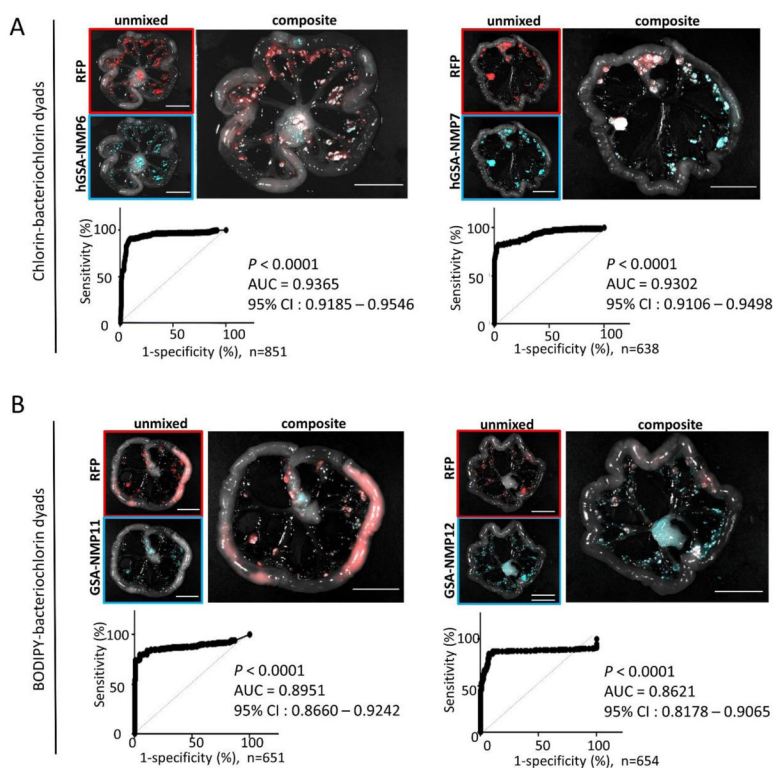 A
Chlorin-bacteriochlorin dyads
unmixed
composite
RFP
hGSA-NMP6
Sensitivity (%)
100
50
0
0
50
100
P < 0.0001
AUC = 0.9365
95% CI : 0.9185 – 0.9546
1-specificity (%), n=851
unmixed
composite
RFP
hGSA-NMP7
Sensitivity (%)
100
50
0
0
50
100
P < 0.0001
AUC = 0.9302
95% CI : 0.9106 – 0.9498
1-specificity (%), n=638
B
BODIPY-bacteriochlorin dyads
unmixed
composite
RFP
GSA-NMP11
Sensitivity (%)
100
50
0
0
50
100
P < 0.0001
AUC = 0.8951
95% CI : 0.8660 – 0.9242
1-specificity (%), n=651
unmixed
composite
RFP
GSA-NMP12
Sensitivity (%)
100
50
0
0
50
100
P < 0.0001
AUC = 0.8621
95% CI : 0.8178 – 0.9065
1-specificity (%), n=654